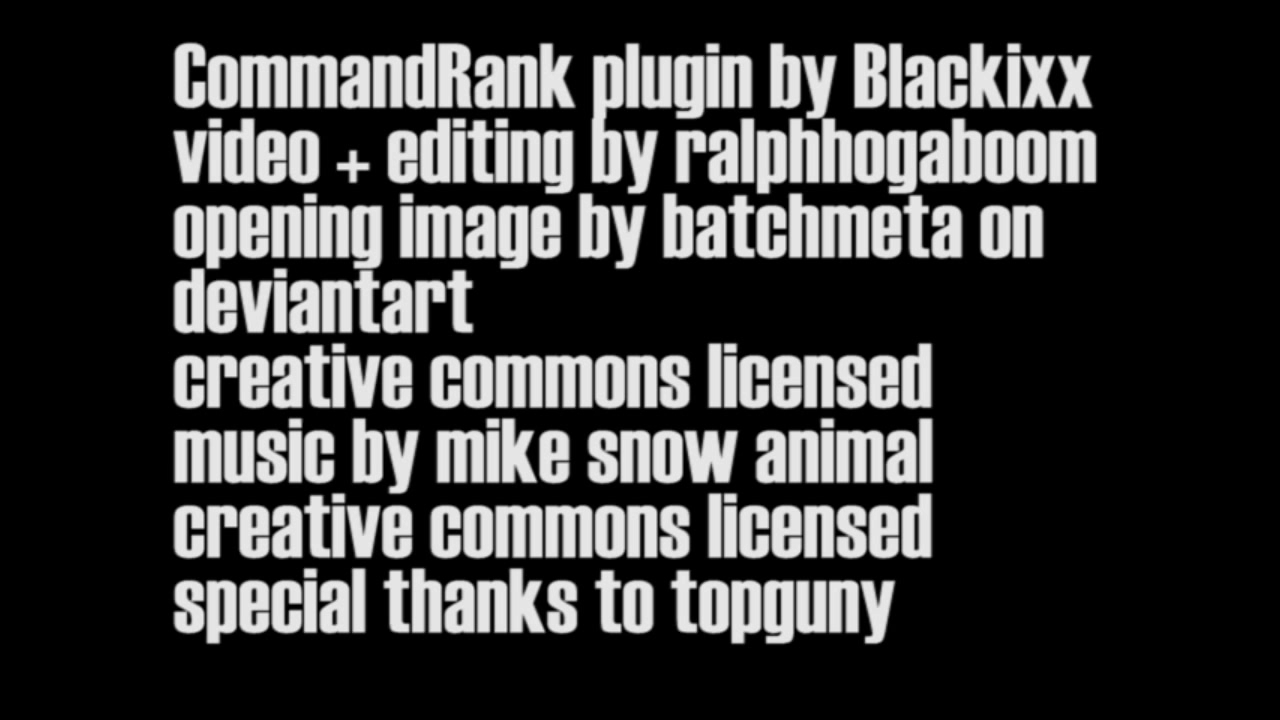 CommandRank plugin by Blackixx
video + editing by ralphhogaboom
opening image by batchmeta on
deviantart
creative commons licensed
music by mike snow animal
creative commons licensed
special thanks to topguny